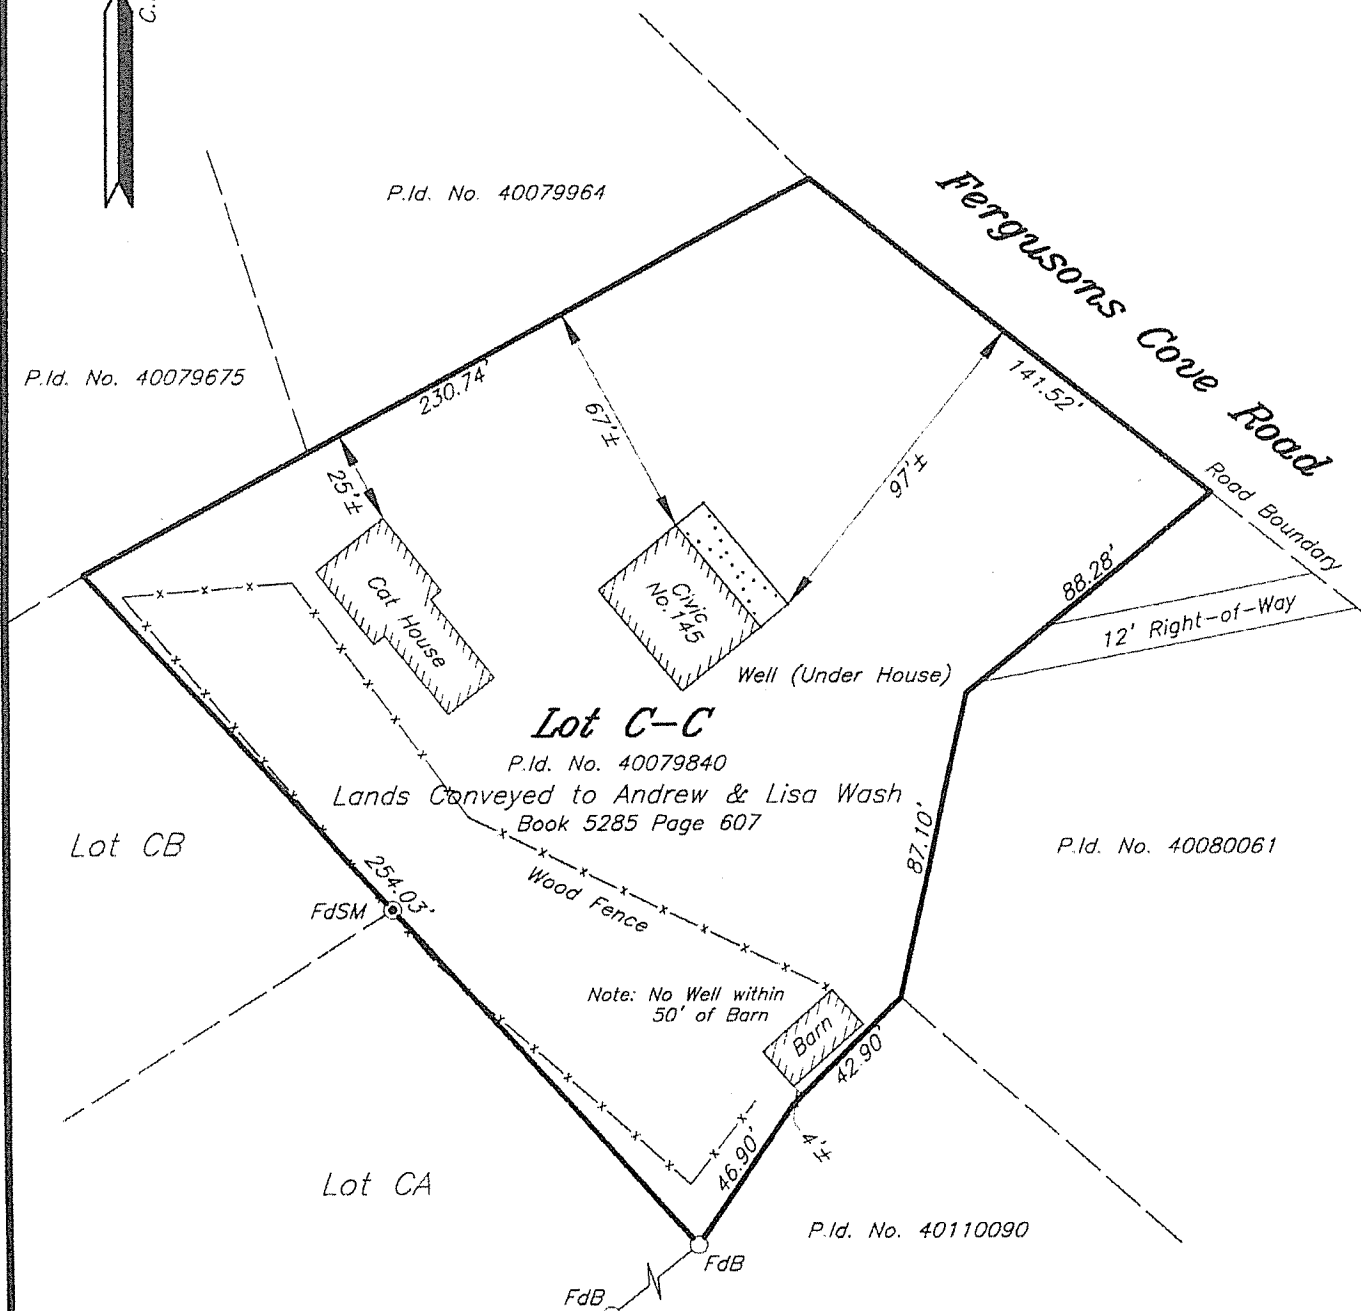 C.
P.Id. No. 40079964
Fergusons Cove Road
P.Id. No. 40079675
230.74'
67'±
141.52'
97'±
25'±
Road Boundary
88.28'
12' Right-of-Way
Cat House
Civic
No.145
Well (Under House)
Lot C-C
P.Id. No. 40079840
Lands Conveyed to Andrew & Lisa Wash
Book 5285 Page 607
87.10'
Lot CB
P.Id. No. 40080061
254.03'
Wood Fence
FdSM
Note: No Well within
50' of Barn
Barn
42.90'
4'±
46.90'
Lot CA
P.Id. No. 40110090
FdB
FdB